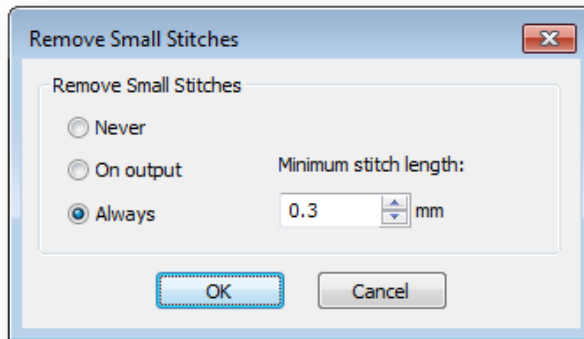 Remove Small Stitches
Remove Small Stitches
Never
On output
Minimum stitch length:
Always
0.3 mm
OK
Cancel